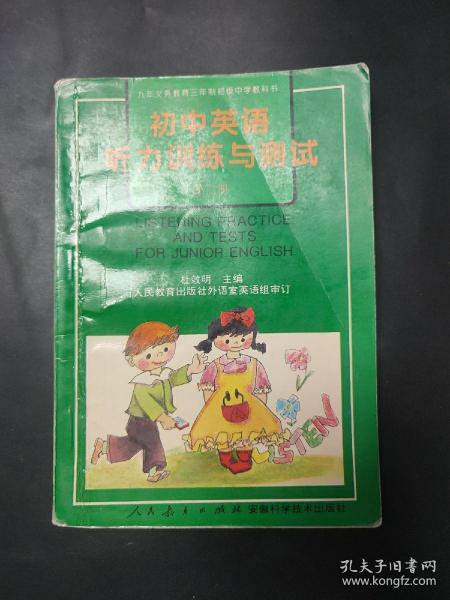 九年义务教育三年制初级中学教科书
初中英语
听力训练与测试
第一册
LISTENING PRACTICE
AND TESTS
FOR JUNIOR ENGLISH
杜效明 主编
人民教育出版社外语室英语组审订
LISTEN
人民教育出版社 安徽科学技术出版社
孔夫子旧书网
www.kongfz.com